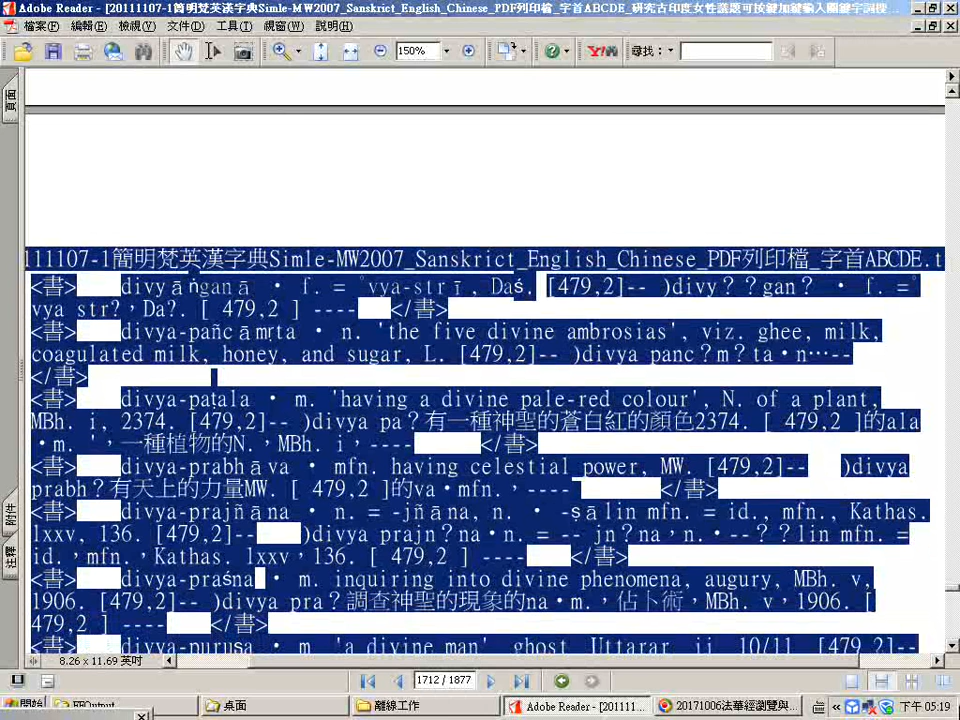 Adobe Reader - [20111107-1簡明梵英漢字典Simle-MW2007_Sanskrict_English_Chinese_PDF列印檔_字首ABCDE_研究古印度女性議題可按鍵加鍵輸入關鍵字詞搜...
檔案(F) 編輯(E) 檢視(V) 文件(D) 工具(T) 視窗(W) 說明(H)
150% 尋找:
頁面
111107-1簡明梵英漢字典Simle-MW2007_Sanskrict_English_Chinese_PDF列印檔_字首ABCDE.t
<書> divyāṅganā · f. = °vya-strī, Daś. [479,2]-- )divy??gan? · f. =°
vya str?，Da?. [ 479,2 ] ---- </書>
<書> divya-pañcāmṛta · n. 'the five divine ambrosias', viz. ghee, milk,
coagulated milk, honey, and sugar, L. [479,2]-- )divya panc?m?ta·n…--
</書>
<書> divya-paṭala · m. 'having a divine pale-red colour', N. of a plant,
MBh. i, 2374. [479,2]-- )divya pa?有一種神聖的蒼白紅的顏色2374. [ 479,2 ]的ala
·m. '，一種植物的N.，MBh. i，---- </書>
<書> divya-prabhāva · mfn. having celestial power, MW. [479,2]-- )divya
prabh?有天上的力量MW. [ 479,2 ]的va·mfn.，---- </書>
<書> divya-prajñāna · n. = -jñāna, n. · -ṣālin mfn. = id., mfn., Kathas.
lxxv, 136. [479,2]-- )divya prajn?na·n. = -- jn?na，n.·--??lin mfn. =
id.，mfn.，Kathas. lxxv，136. [ 479,2 ] ---- </書>
<書> divya-praśna · m. inquiring into divine phenomena, augury, MBh. v,
1906. [479,2]-- )divya pra?調查神聖的現象的na·m.，佔卜術，MBh. v，1906. [
479,2 ] ---- </書>
<書> divya-puruṣa · m. 'a divine man' ghost Uttarar. ii 10/11 [479,2]--
附件
注釋
8.26 x 11.69 英吋
1712 / 1877
開始 FFOutput 桌面 離線工作 Adobe Reader - [201111... 20171006法華經瀏覽與... 下午 05:19